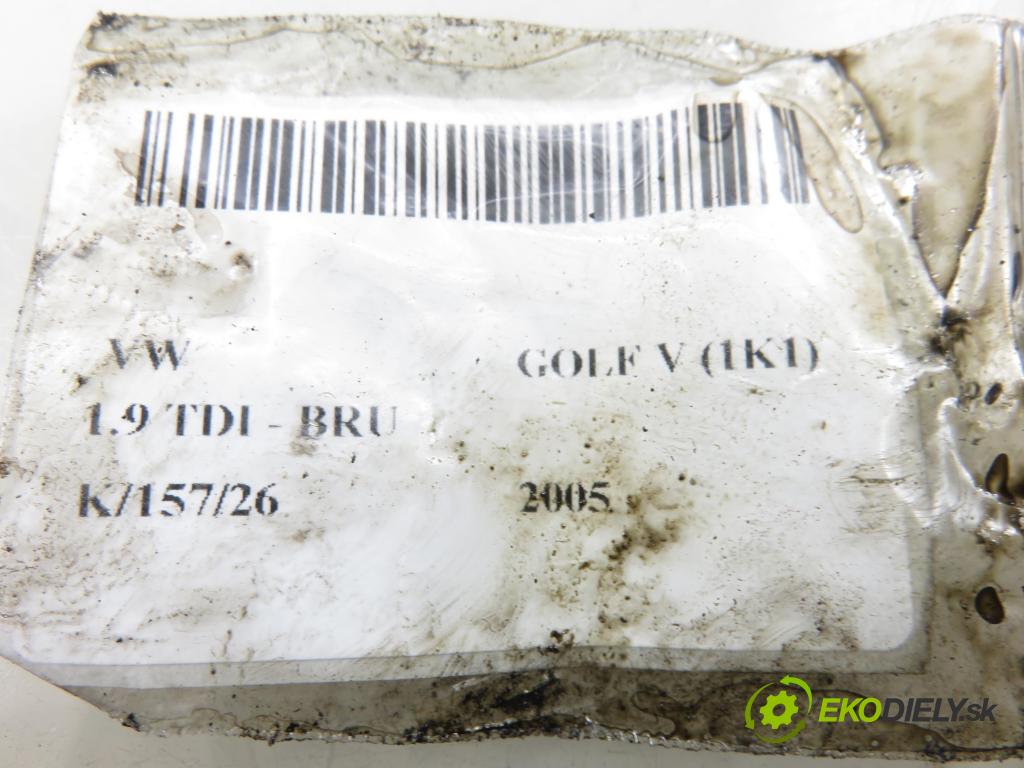 VW GOLF V (1K1)
1.9 TDI - BRU
K/157/26 2005
EKODIELY.sk